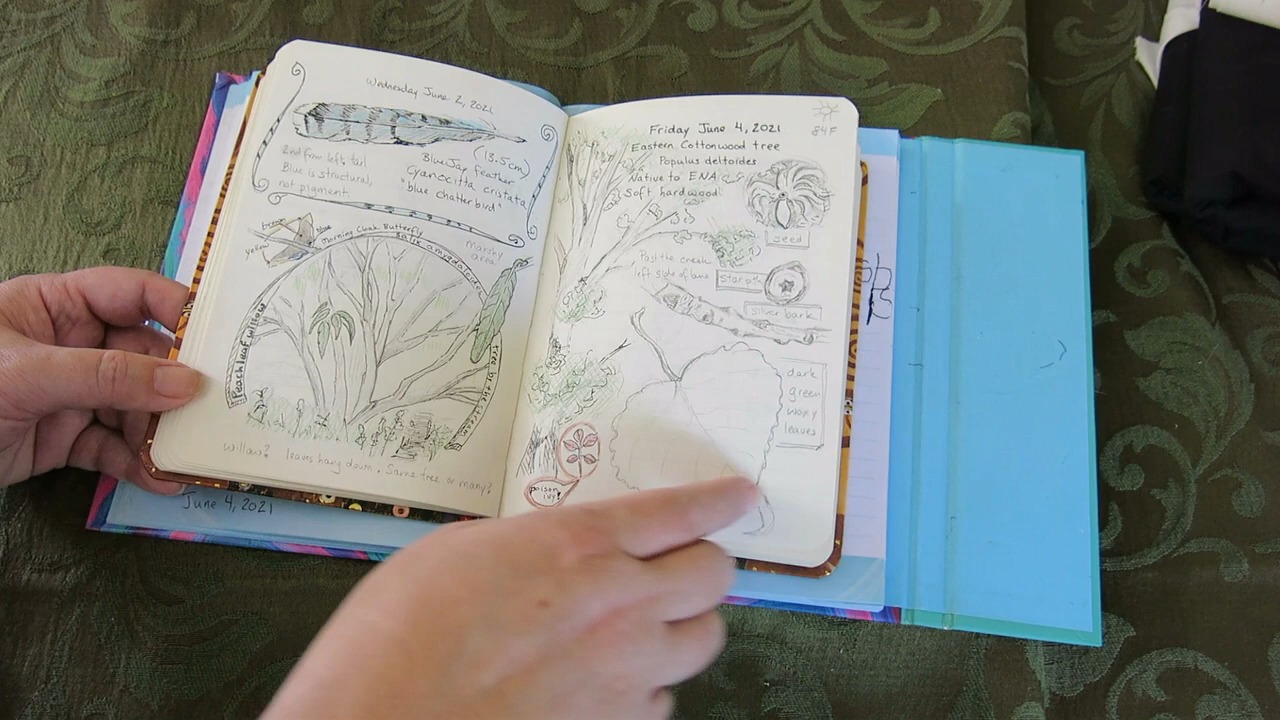 Wednesday June 2, 2021
(13.5cm)
2nd from left, tail
Blue is structural,
not pigment
Blue Jay feather
cyanocitta cristata
"blue chatterbird"
brown
blue
yellow
Morning Cloak Butterfly
Salix amygdaloides
marshy
area
Peachleaf willow
tree by the stream
willow? leaves hang down. Same tree or many?
June 4, 2021
84F
Friday June 4, 2021
Eastern Cottonwood tree
Populus deltoides
Native to ENA
Soft hardwood
seed
Past the creek
left side of lane
star pith
silver bark
dark
green
waxy
leaves
poison
ivy!